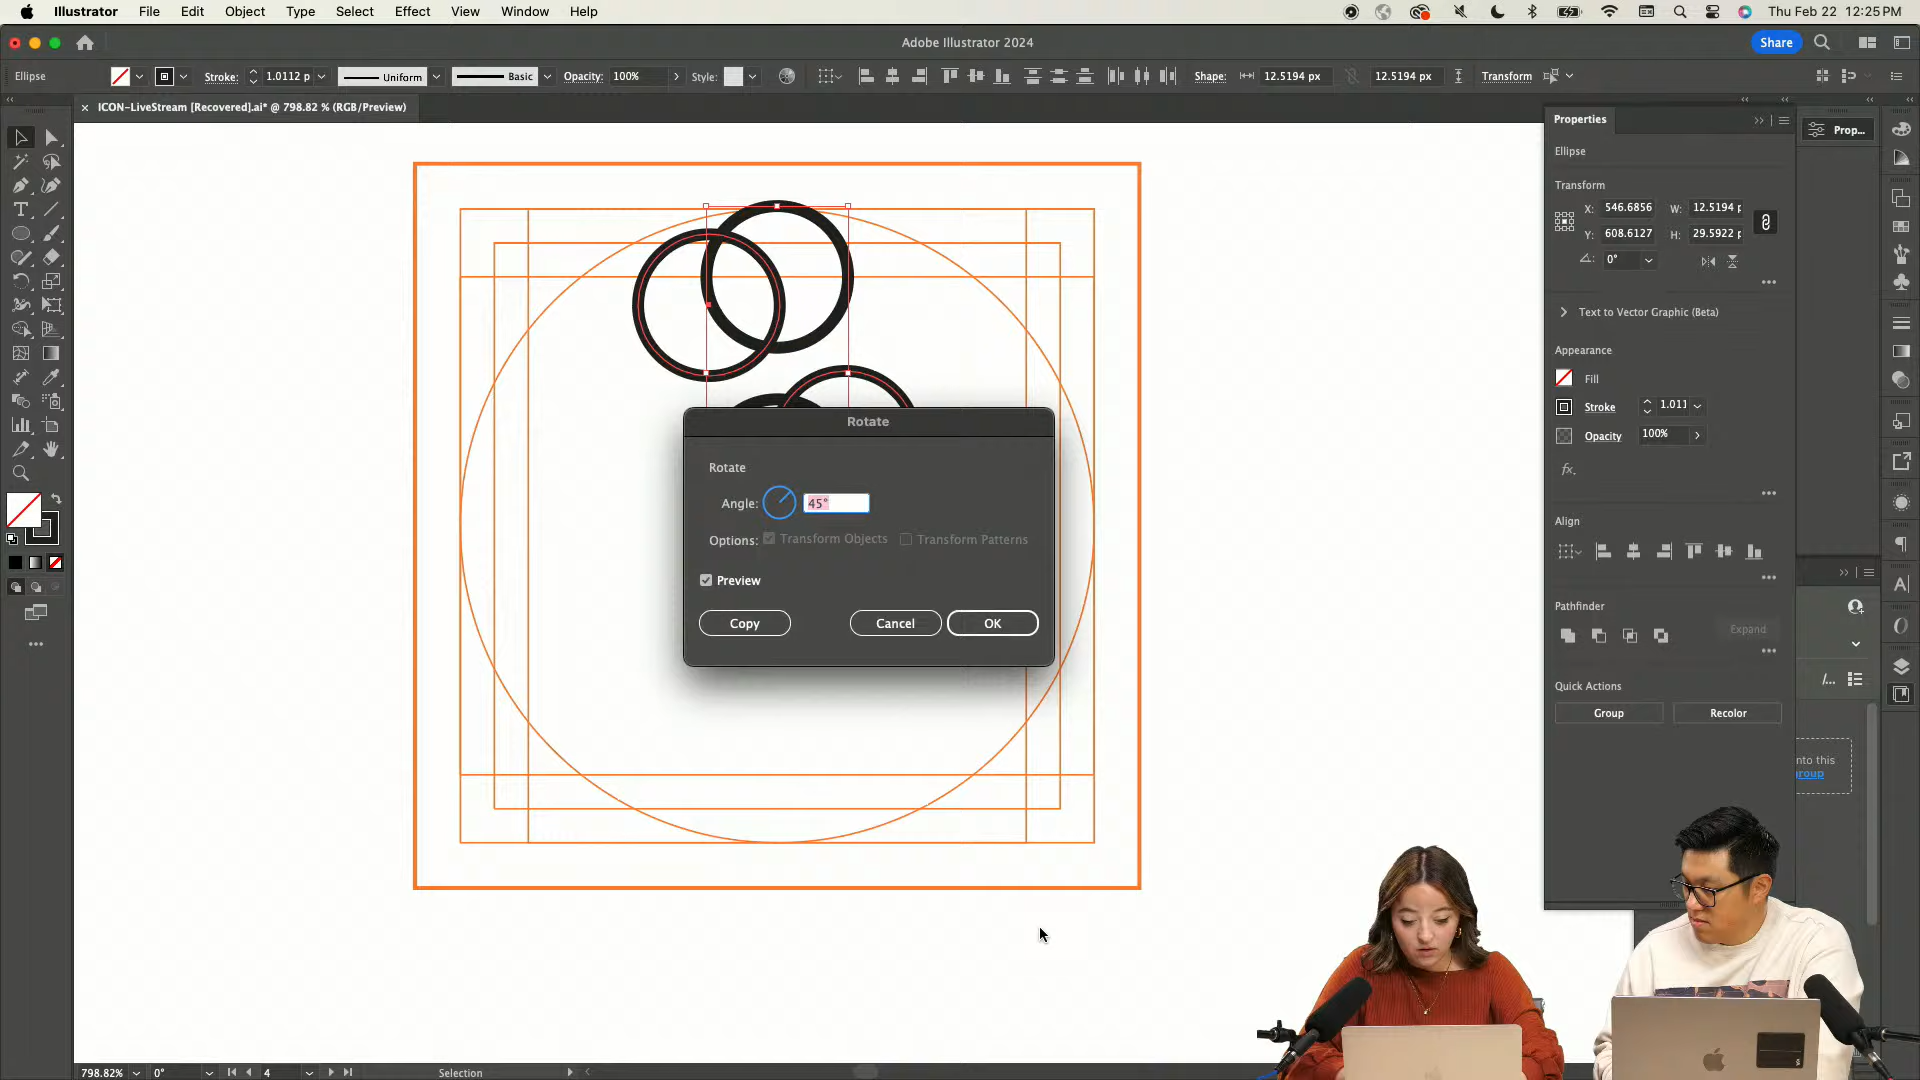 Illustrator File Edit Object Type Select Effect View Window Help
Thu Feb 22 12:25 PM
Adobe Illustrator 2024
Share
Ellipse
Stroke: 1.0112 p
Uniform
Basic
Opacity: 100%
Style:
Shape: 12.5194 px 12.5194 px
Transform
× ICON-LiveStream [Recovered].ai* @ 798.82 % (RGB/Preview)
Properties
Prop...
Ellipse
Transform
X: 546.6856 W: 12.5194
Y: 608.6127 H: 29.5922
0°
Text to Vector Graphic (Beta)
Appearance
Fill
Stroke 1.011
Opacity 100%
fx.
Align
Pathfinder
Expand
Quick Actions
Group Recolor
into this
group
Rotate
Rotate
Angle: 45°
Options: Transform Objects Transform Patterns
Preview
Copy Cancel OK
798.82% 0° 4 Selection